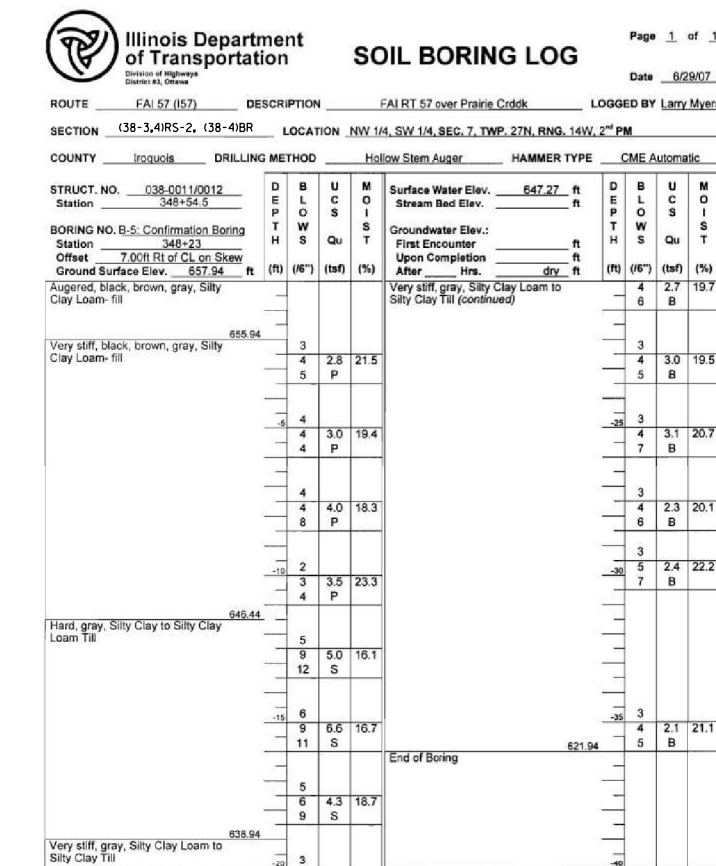 Illinois Department
of Transportation
Division of Highways
District #3, Ottawa
SOIL BORING LOG
Page 1 of 1
Date 6/29/07
ROUTE FAI 57 (I57) DESCRIPTION FAI RT 57 over Prairie Crddk LOGGED BY Larry Myers
SECTION (38-3,4)RS-2, (38-4)BR LOCATION NW 1/4, SW 1/4, SEC. 7, TWP. 27N, RNG. 14W, 2nd PM
COUNTY Iroquois DRILLING METHOD Hollow Stem Auger HAMMER TYPE CME Automatic
STRUCT. NO. 038-0011/0012
Station 348+54.5
BORING NO. B-5: Confirmation Boring
Station 348+23
Offset 7.00ft Rt of CL on Skew
Ground Surface Elev. 657.94 ft
DEPTH (ft)
BLOWS (/6")
UCS Qu (tsf)
MOIST (%)
Surface Water Elev. 647.27 ft
Stream Bed Elev. ft
Groundwater Elev.:
First Encounter ft
Upon Completion ft
After Hrs. dry ft
DEPTH (ft)
BLOWS (/6")
UCS Qu (tsf)
MOIST (%)
Augered, black, brown, gray, Silty
Clay Loam- fill
655.94
Very stiff, black, brown, gray, Silty
Clay Loam- fill
3
4 2.8 21.5
5 P
-5 4
4 3.0 19.4
4 P
4
4 4.0 18.3
8 P
-10 2
3 3.5 23.3
4 P
646.44
Hard, gray, Silty Clay to Silty Clay
Loam Till
5
9 5.0 16.1
12 S
-15 6
9 6.6 16.7
11 S
5
6 4.3 18.7
9 S
638.94
Very stiff, gray, Silty Clay Loam to
Silty Clay Till
-20 3
Very stiff, gray, Silty Clay Loam to
Silty Clay Till (continued)
4 2.7 19.7
6 B
3
4 3.0 19.5
5 B
-25 3
4 3.1 20.7
7 B
3
4 2.3 20.1
6 B
3
-30 5 2.4 22.2
7 B
-35 3
4 2.1 21.1
5 B
621.94
End of Boring
-40